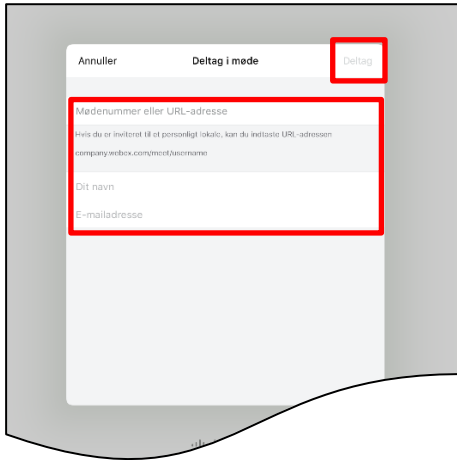 Annuller Deltag i møde Deltag
Mødenummer eller URL-adresse
Hvis du er inviteret til et personligt lokale, kan du indtaste URL-adressen
company.webex.com/meet/username
Dit navn
E-mailadresse